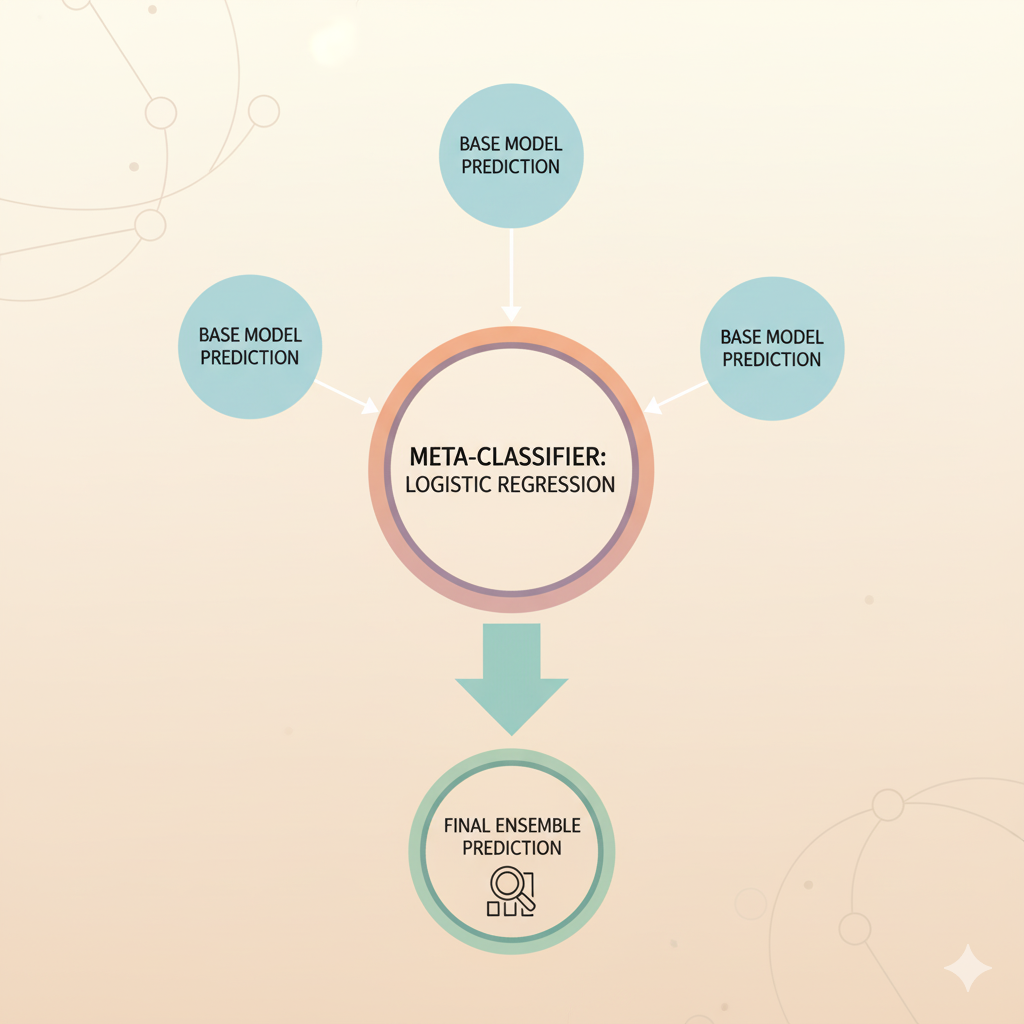 BASE MODEL
PREDICTION
BASE MODEL
PREDICTION
BASE MODEL
PREDICTION
META-CLASSIFIER:
LOGISTIC REGRESSION
FINAL ENSEMBLE
PREDICTION